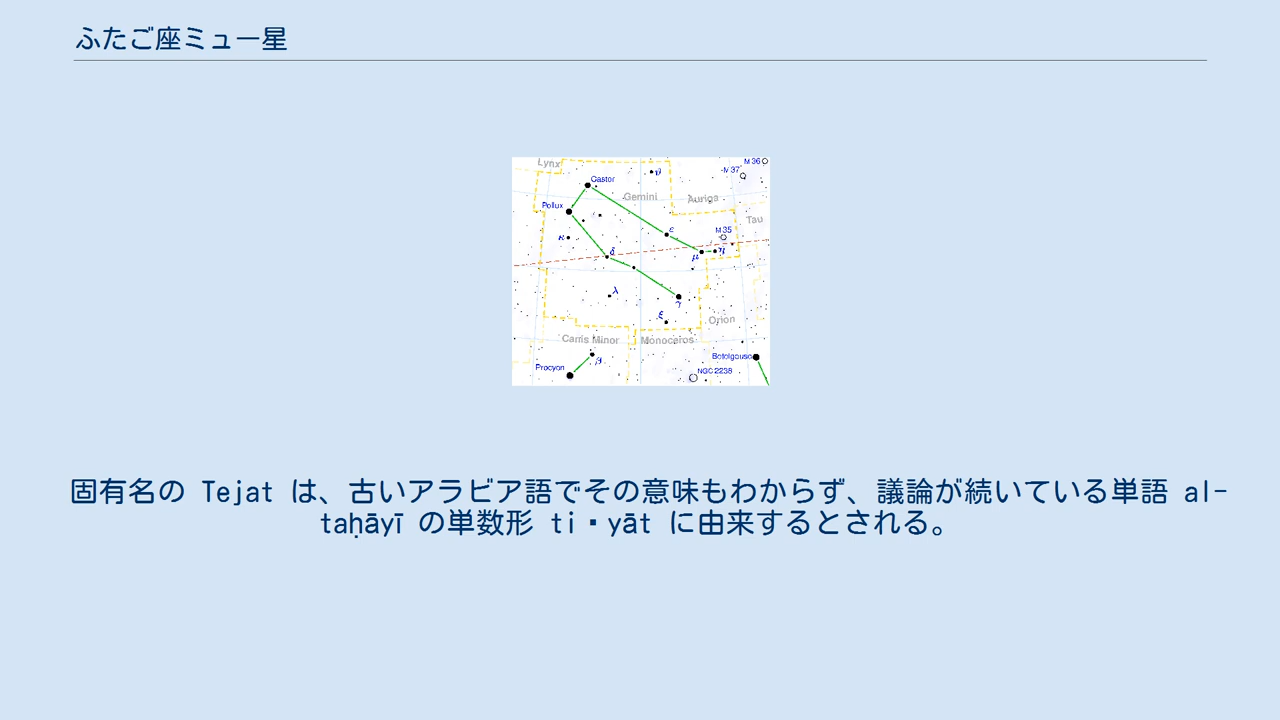 ふたご座ミュー星
Lynx
M 36
M 37
Castor
θ
Gemini
Auriga
Pollux
Tau
ε
M 35
κ
δ
μ
η
λ
γ
ξ
Orion
Canis Minor
Monoceros
Betelgeuse
β
Procyon
NGC 2238
固有名の Tejat は、古いアラビア語でその意味もわからず、議論が続いている単語 al-
taḥāyī の単数形 ti yāt に由来するとされる。